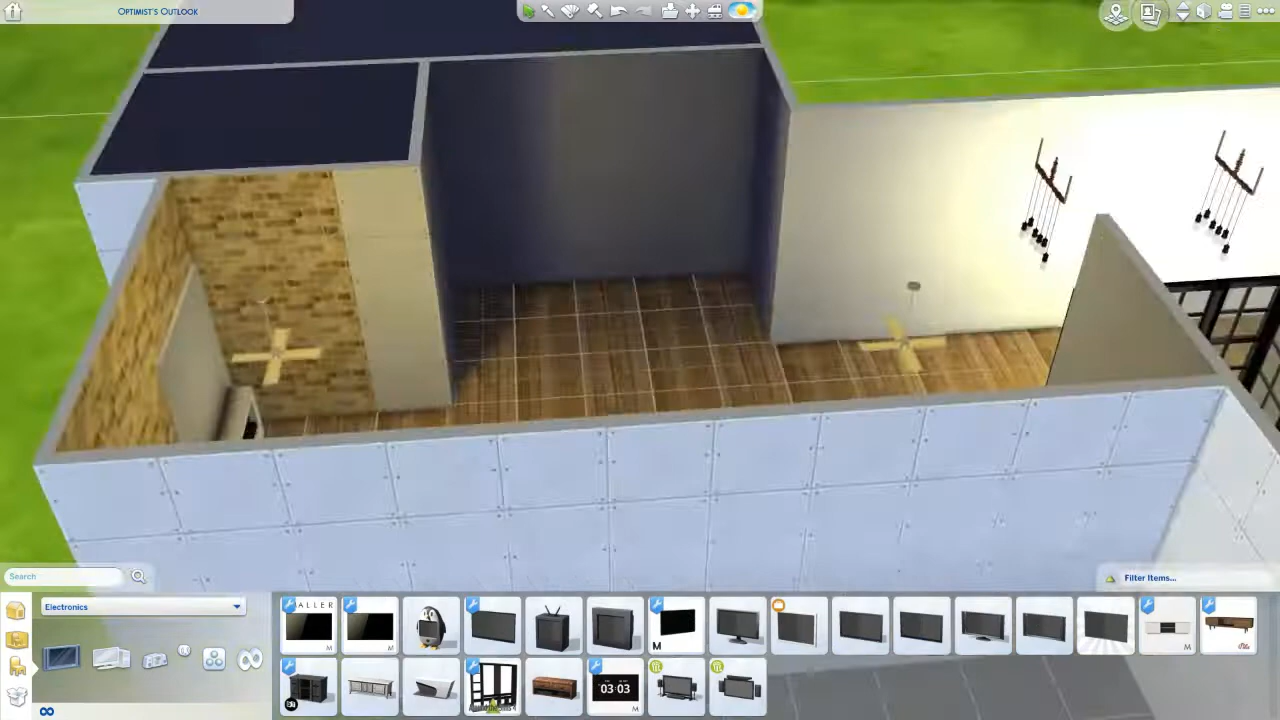 OPTIMIST'S OUTLOOK
Search
Filter Items...
Electronics
ALLER
M
M
M
M
03:03
M